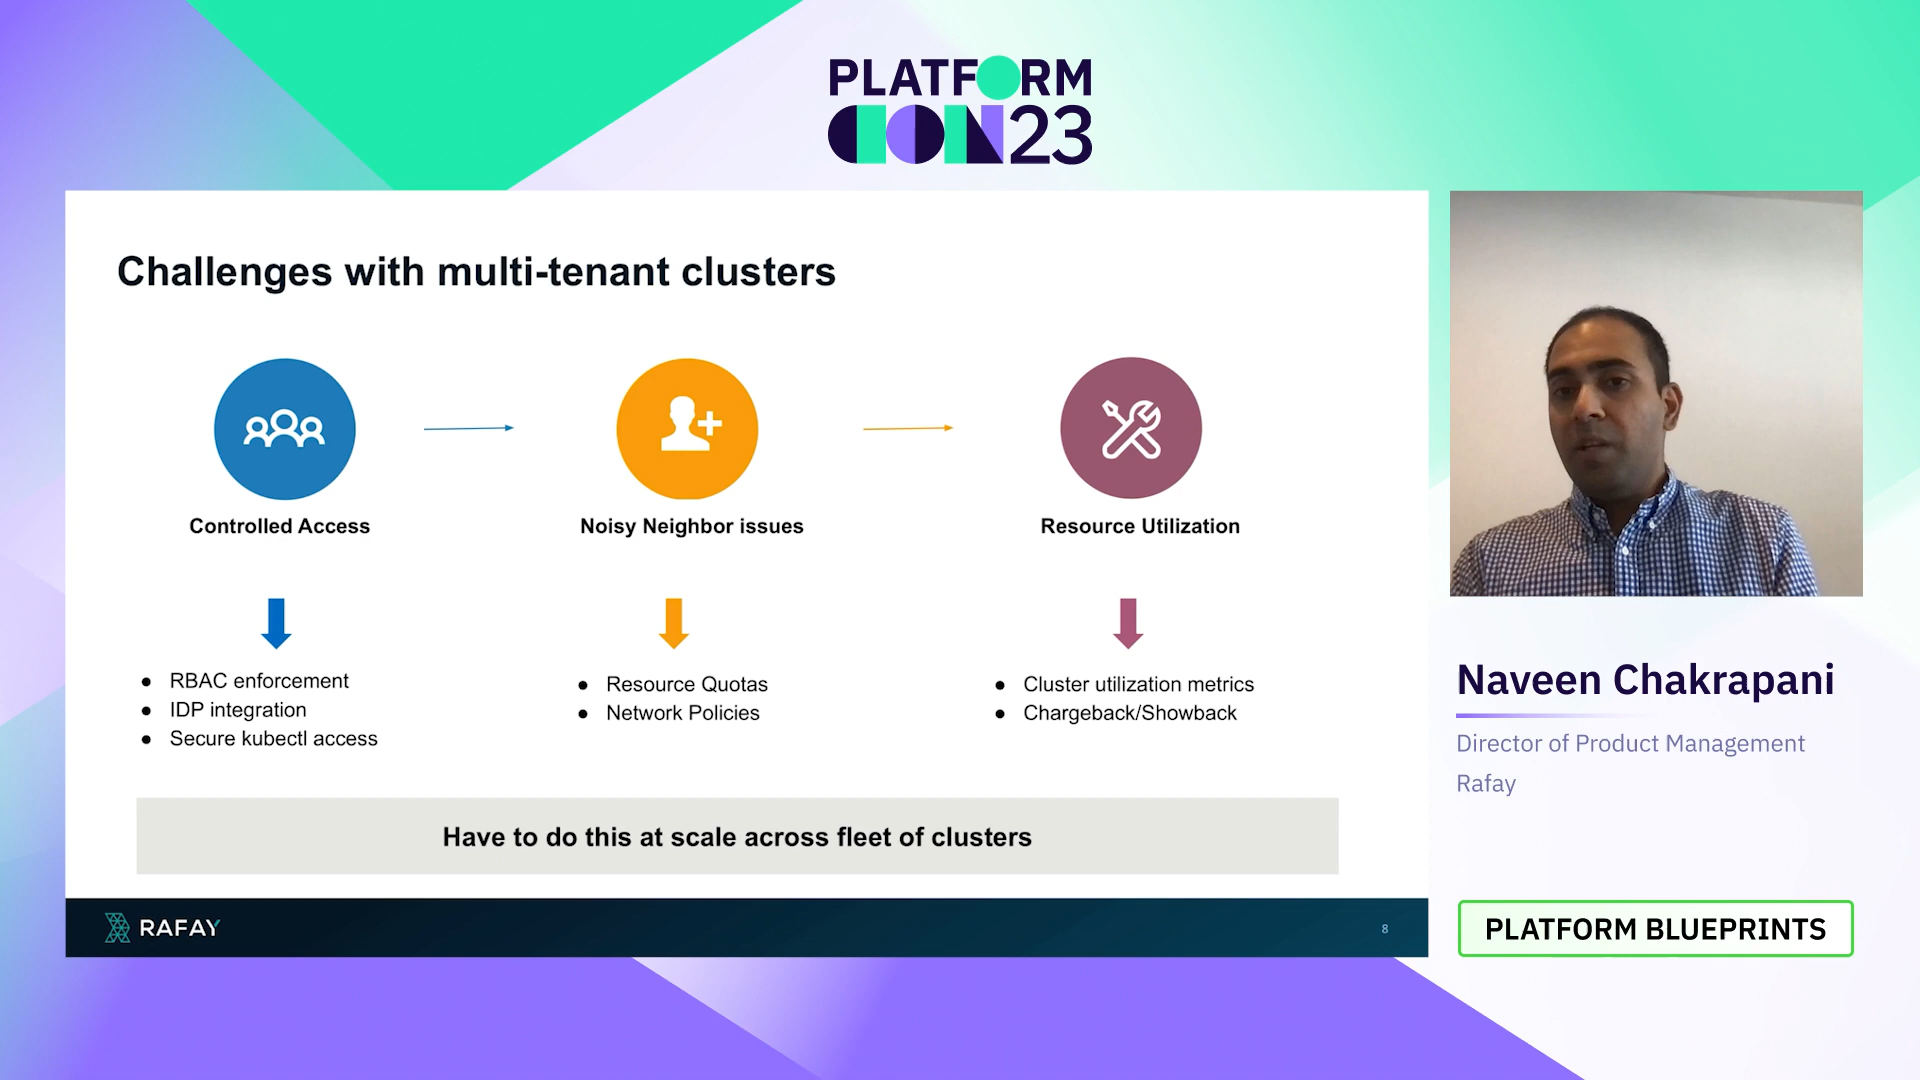 PLATFORM
CON23
Challenges with multi-tenant clusters
Controlled Access
Noisy Neighbor issues
Resource Utilization
● RBAC enforcement
● IDP integration
● Secure kubectl access
● Resource Quotas
● Network Policies
● Cluster utilization metrics
● Chargeback/Showback
Have to do this at scale across fleet of clusters
RAFAY
8
Naveen Chakrapani
Director of Product Management
Rafay
PLATFORM BLUEPRINTS